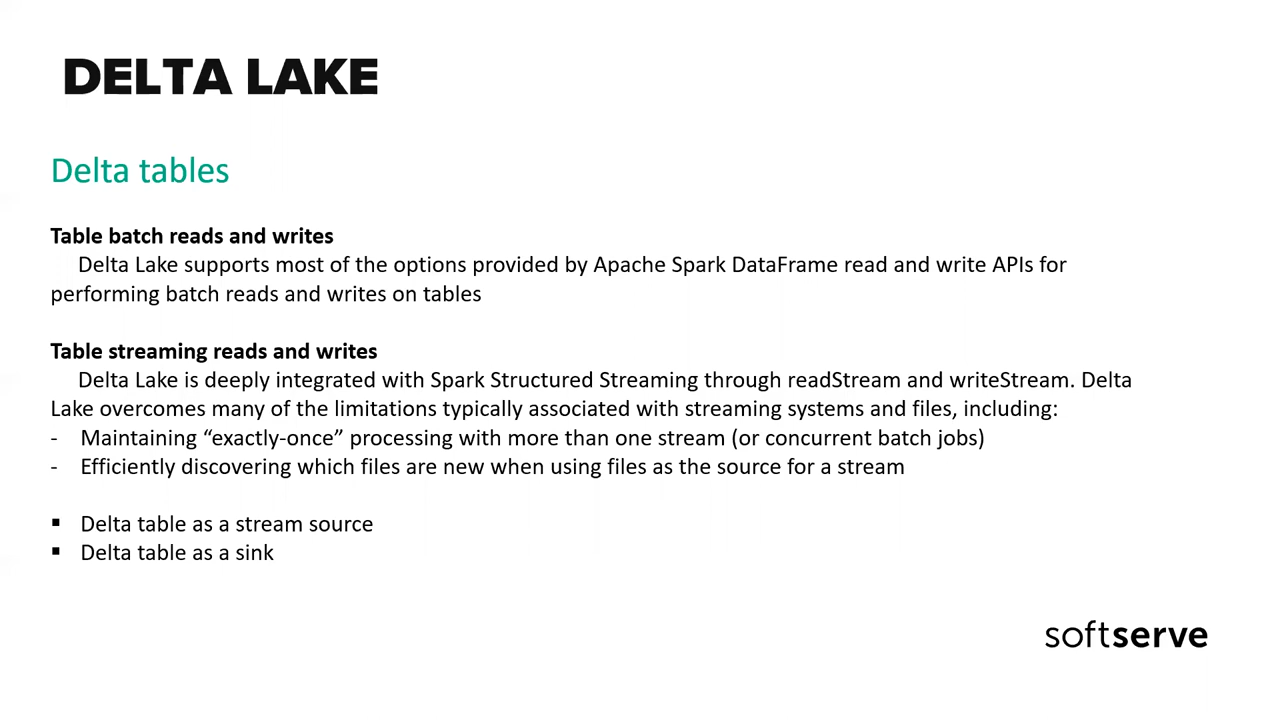 DELTA LAKE
Delta tables
Table batch reads and writes
Delta Lake supports most of the options provided by Apache Spark DataFrame read and write APIs for
performing batch reads and writes on tables
Table streaming reads and writes
Delta Lake is deeply integrated with Spark Structured Streaming through readStream and writeStream. Delta
Lake overcomes many of the limitations typically associated with streaming systems and files, including:
- Maintaining “exactly-once” processing with more than one stream (or concurrent batch jobs)
- Efficiently discovering which files are new when using files as the source for a stream
▪ Delta table as a stream source
▪ Delta table as a sink
softserve